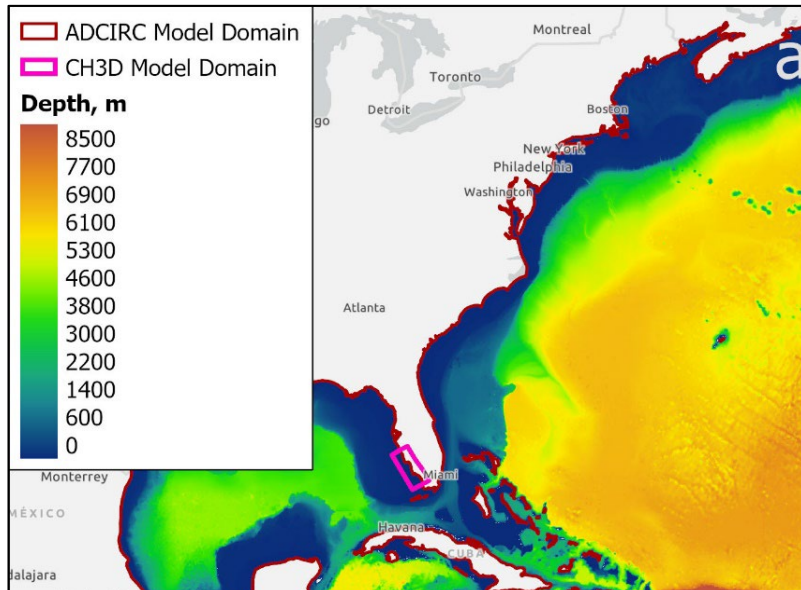 ADCIRC Model Domain
CH3D Model Domain
Depth, m
8500
7700
6900
6100
5300
4600
3800
3000
2200
1400
600
0
a
Montreal
Toronto
Detroit
go
Boston
New York
Philadelphia
Washington
Atlanta
Miami
Monterrey
MÉXICO
Havana
CUBA
dalajara